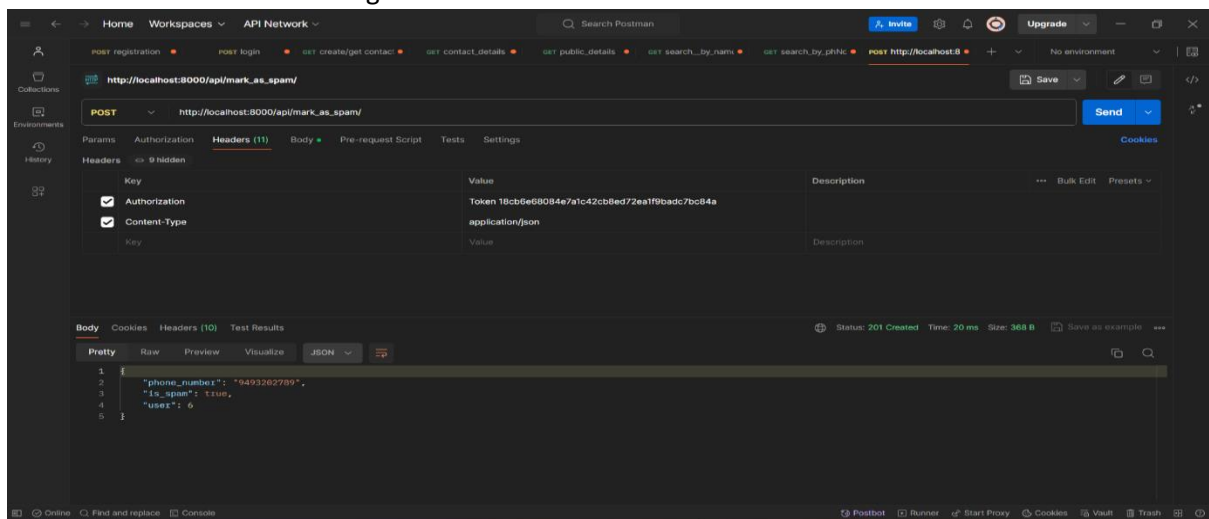 Home Workspaces API Network Search Postman Invite Upgrade
POST registration POST login GET create/get contact GET contact_details GET public_details GET search__by_name GET search_by_phNo POST http://localhost:8 No environment
http://localhost:8000/api/mark_as_spam/ Save
Collections
POST http://localhost:8000/api/mark_as_spam/ Send
Environments
Params Authorization Headers (11) Body Pre-request Script Tests Settings Cookies
History
Headers 9 hidden
Key Value Description Bulk Edit Presets
Authorization Token 18cb6e68084e7a1c42cb8ed72ea1f9badc7bc84a
Content-Type application/json
Key Value Description
Body Cookies Headers (10) Test Results Status: 201 Created Time: 20 ms Size: 368 B Save as example
Pretty Raw Preview Visualize JSON
1 {
2 "phone_number": "9493202789",
3 "is_spam": true,
4 "user": 6
5 }
Online Find and replace Console Postbot Runner Start Proxy Cookies Vault Trash